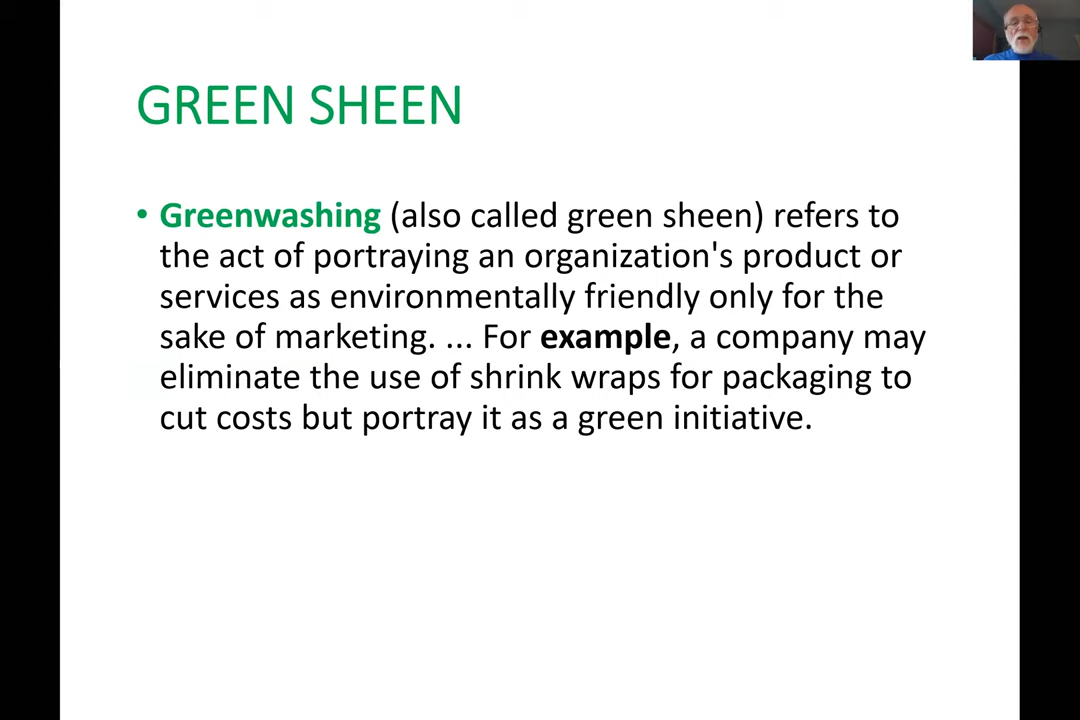 GREEN SHEEN
• Greenwashing (also called green sheen) refers to
the act of portraying an organization's product or
services as environmentally friendly only for the
sake of marketing. ... For example, a company may
eliminate the use of shrink wraps for packaging to
cut costs but portray it as a green initiative.